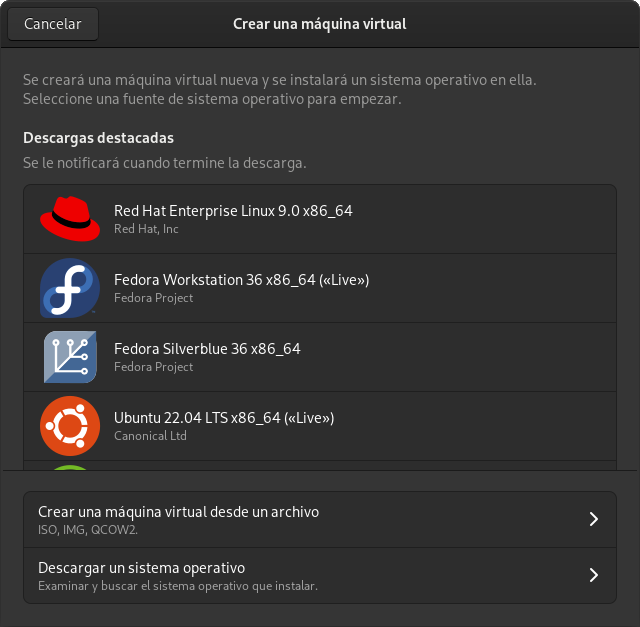 Cancelar
Crear una máquina virtual
Se creará una máquina virtual nueva y se instalará un sistema operativo en ella.
Seleccione una fuente de sistema operativo para empezar.
Descargas destacadas
Se le notificará cuando termine la descarga.
Red Hat Enterprise Linux 9.0 x86_64
Red Hat, Inc
Fedora Workstation 36 x86_64 («Live»)
Fedora Project
Fedora Silverblue 36 x86_64
Fedora Project
Ubuntu 22.04 LTS x86_64 («Live»)
Canonical Ltd
Crear una máquina virtual desde un archivo
ISO, IMG, QCOW2.
Descargar un sistema operativo
Examinar y buscar el sistema operativo que instalar.